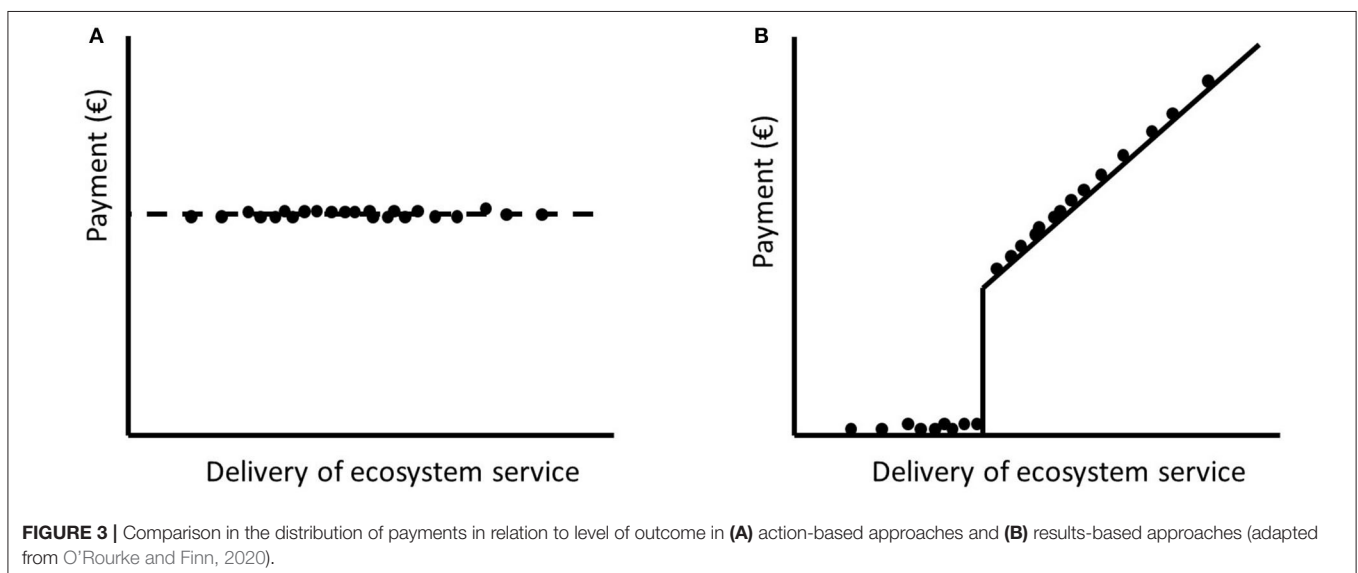 A
Payment (€)
Delivery of ecosystem service
B
Payment (€)
Delivery of ecosystem service
FIGURE 3 | Comparison in the distribution of payments in relation to level of outcome in (A) action-based approaches and (B) results-based approaches (adapted
from O'Rourke and Finn, 2020).